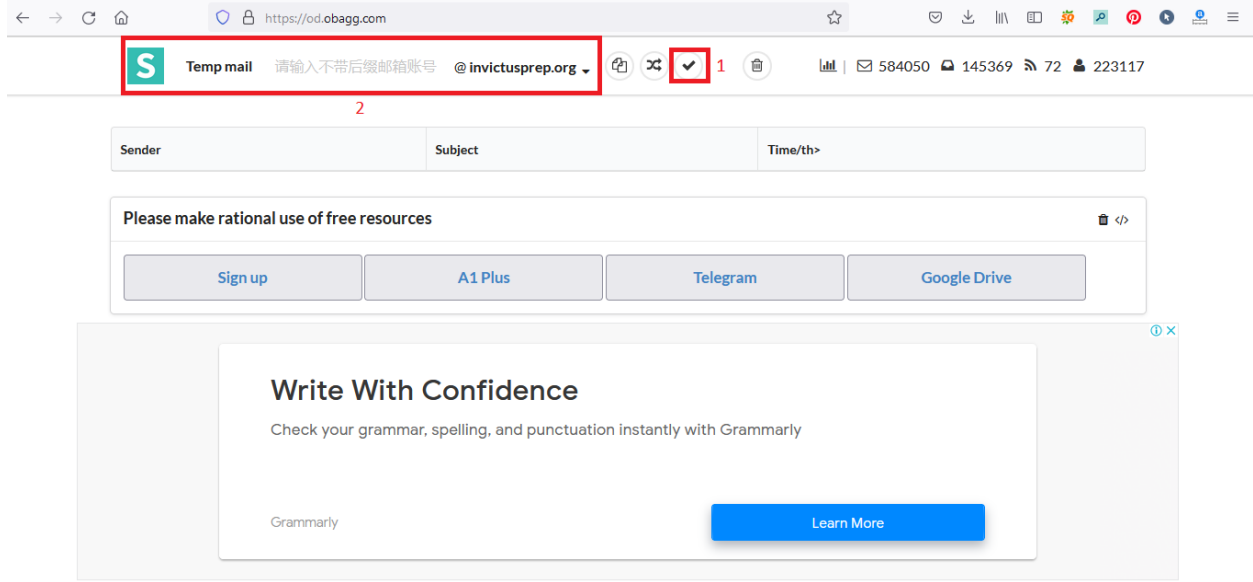 https://od.obagg.com
S Temp mail 请输入不带后缀邮箱账号 @ invictusprep.org 1 584050 145369 72 223117
2
Sender Subject Time/th>
Please make rational use of free resources </>
Sign up A1 Plus Telegram Google Drive
Write With Confidence
Check your grammar, spelling, and punctuation instantly with Grammarly
Grammarly Learn More